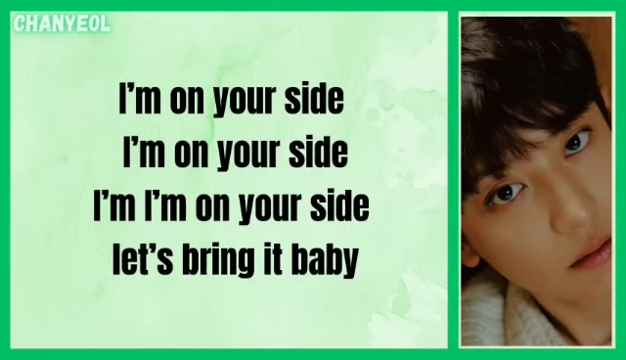 CHANYEOL
I'm on your side
I'm on your side
I'm I'm on your side
let's bring it baby